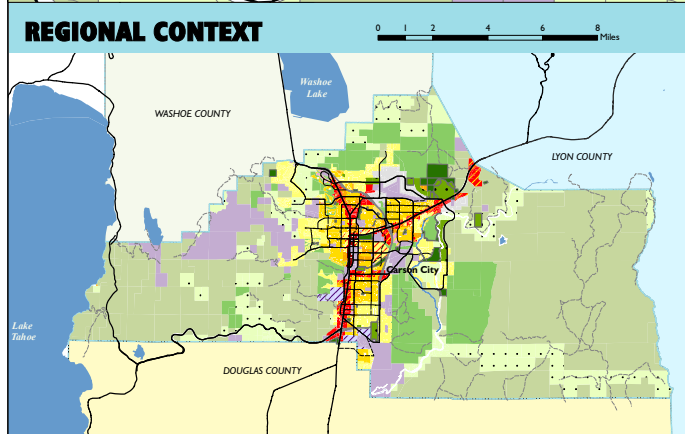 REGIONAL CONTEXT
0 1 2 4 6 8
Miles
Washoe
Lake
WASHOE COUNTY
LYON COUNTY
Carson City
Lake
Tahoe
DOUGLAS COUNTY